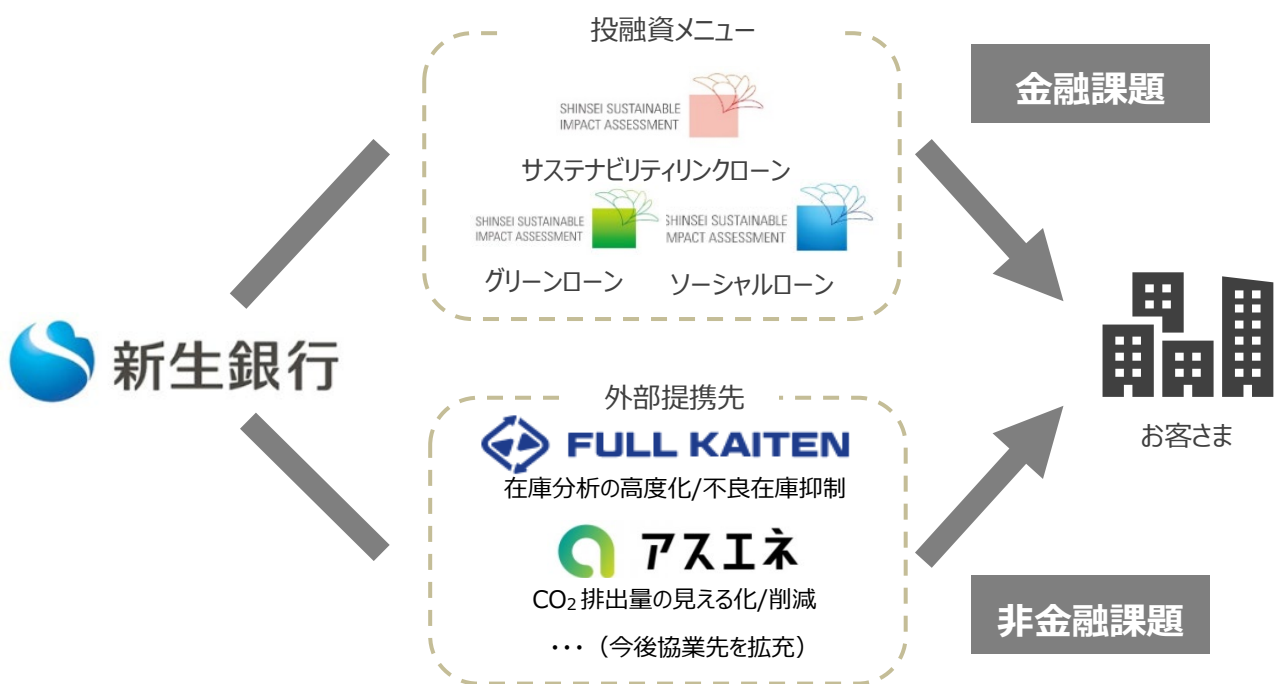 投融資メニュー
金融課題
SHINSEI SUSTAINABLE
IMPACT ASSESSMENT
サステナビリティリンクローン
SHINSEI SUSTAINABLE
IMPACT ASSESSMENT
SHINSEI SUSTAINABLE
MPACT ASSESSMENT
グリーンローン
ソーシャルローン
新生銀行
外部提携先
FULL KAITEN
在庫分析の高度化/不良在庫抑制
お客さま
アスエネ
CO₂排出量の見える化/削減
・・・（今後協業先を拡充）
非金融課題